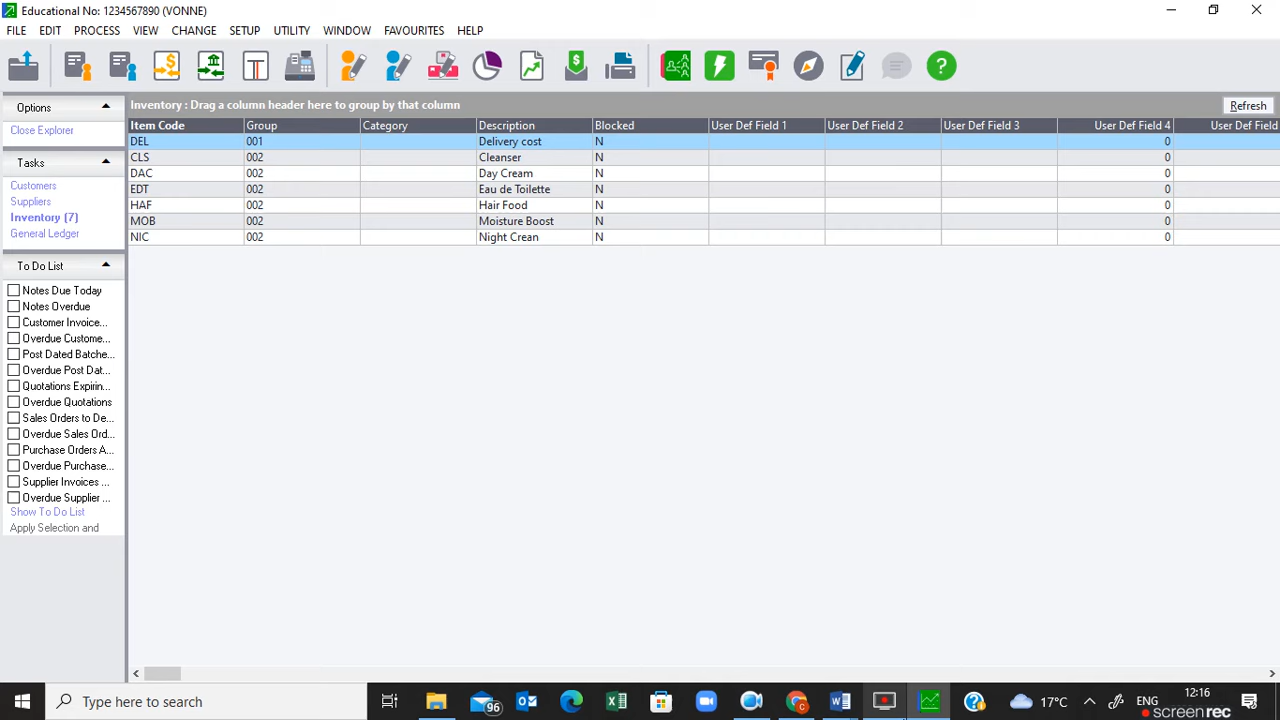 Educational No: 1234567890 (VONNE)
FILE EDIT PROCESS VIEW CHANGE SETUP UTILITY WINDOW FAVOURITES HELP
Options
Close Explorer
Tasks
Customers
Suppliers
Inventory (7)
General Ledger
To Do List
Notes Due Today
Notes Overdue
Customer Invoice...
Overdue Custome...
Post Dated Batche...
Overdue Post Dat...
Quotations Expirin...
Overdue Quotations
Sales Orders to De...
Overdue Sales Ord...
Purchase Orders A...
Overdue Purchase...
Supplier Invoices ...
Overdue Supplier ...
Show To Do List
Apply Selection and
Inventory : Drag a column header here to group by that column Refresh
Item Code Group Category Description Blocked User Def Field 1 User Def Field 2 User Def Field 3 User Def Field 4 User Def Field
DEL 001 Delivery cost N 0
CLS 002 Cleanser N 0
DAC 002 Day Cream N 0
EDT 002 Eau de Toilette N 0
HAF 002 Hair Food N 0
MOB 002 Moisture Boost N 0
NIC 002 Night Crean N 0
Type here to search 96 17°C ENG 12:16
screenrec